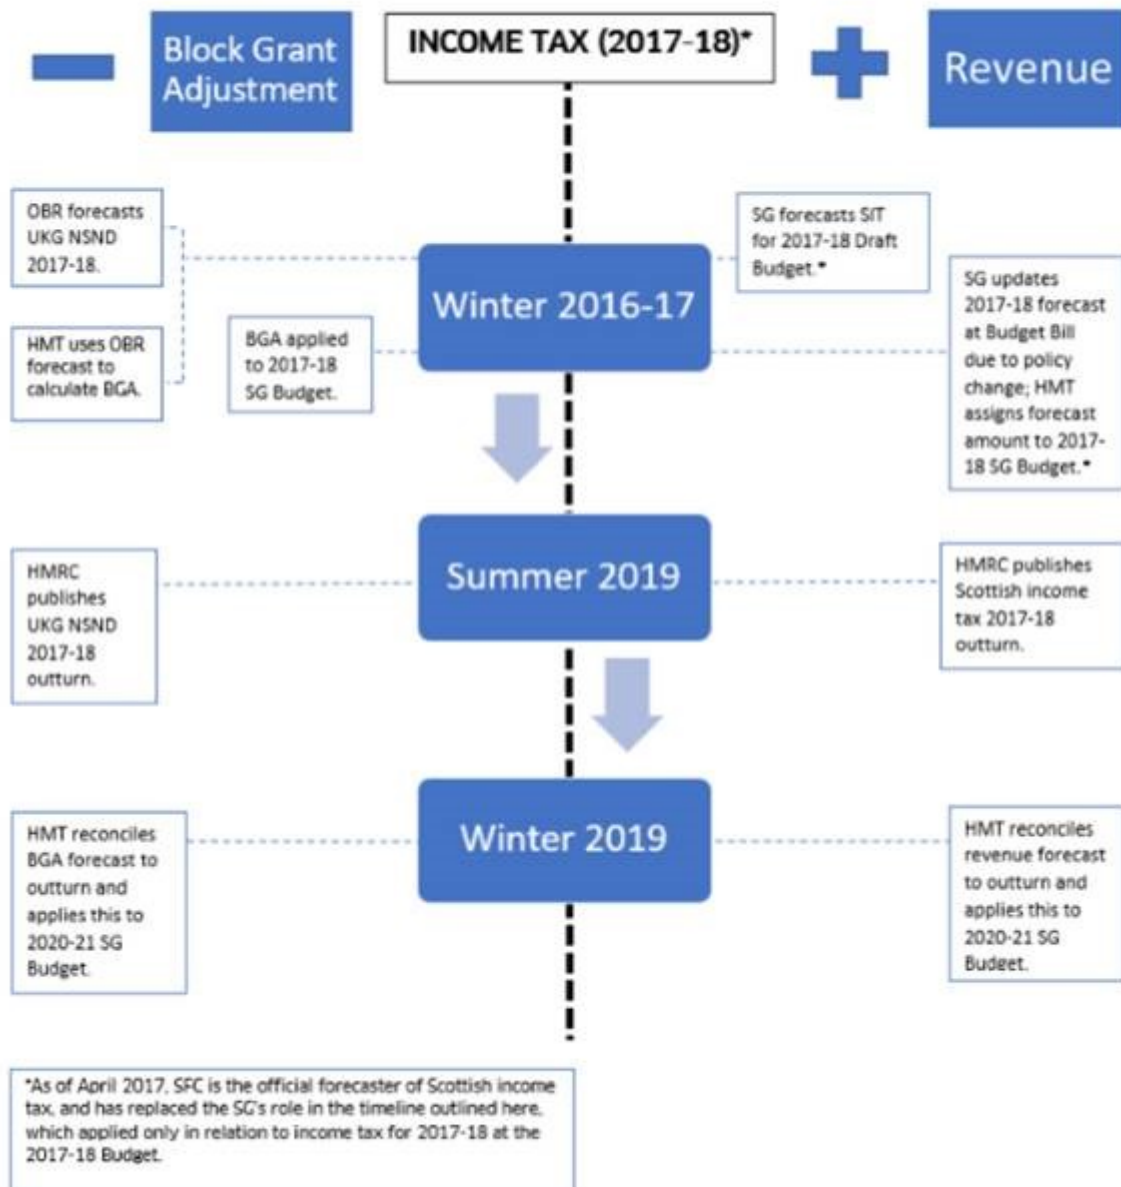 Block Grant
Adjustment
INCOME TAX (2017-18)*
Revenue
OBR forecasts
UKG NSND
2017-18.
HMT uses OBR
forecast to
calculate BGA.
BGA applied
to 2017-18
SG Budget.
Winter 2016-17
SG forecasts SIT
for 2017-18 Draft
Budget.*
SG updates
2017-18 forecast
at Budget Bill
due to policy
change; HMT
assigns forecast
amount to 2017-
18 SG Budget.*
HMRC
publishes
UKG NSND
2017-18
outturn.
Summer 2019
HMRC publishes
Scottish income
tax 2017-18
outturn.
HMT reconciles
BGA forecast to
outturn and
applies this to
2020-21 SG
Budget.
Winter 2019
HMT reconciles
revenue forecast
to outturn and
applies this to
2020-21 SG
Budget.
*As of April 2017, SFC is the official forecaster of Scottish income
tax, and has replaced the SG's role in the timeline outlined here,
which applied only in relation to income tax for 2017-18 at the
2017-18 Budget.